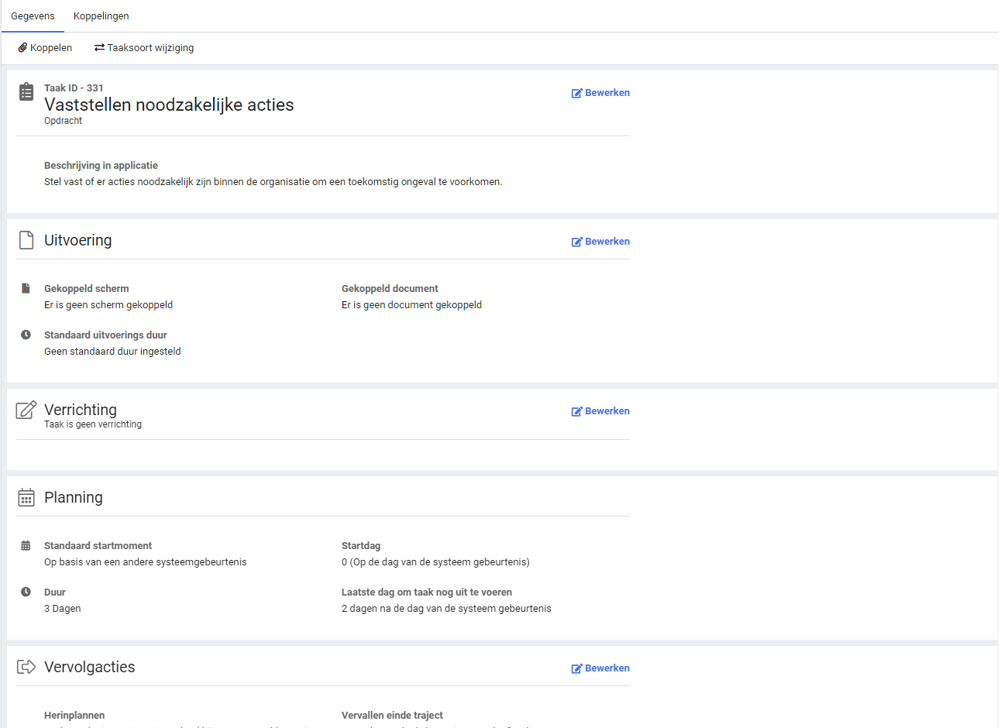 Gegevens Koppelingen
Koppelen Taaksoort wijziging
Taak ID - 331
Vaststellen noodzakelijke acties
Bewerken
Opdracht
Beschrijving in applicatie
Stel vast of er acties noodzakelijk zijn binnen de organisatie om een toekomstig ongeval te voorkomen.
Uitvoering
Bewerken
Gekoppeld scherm
Er is geen scherm gekoppeld
Gekoppeld document
Er is geen document gekoppeld
Standaard uitvoerings duur
Geen standaard duur ingesteld
Verrichting
Bewerken
Taak is geen verrichting
Planning
Standaard startmoment
Op basis van een andere systeemgebeurtenis
Startdag
0 (Op de dag van de systeem gebeurtenis)
Duur
3 Dagen
Laatste dag om taak nog uit te voeren
2 dagen na de dag van de systeem gebeurtenis
Vervolgacties
Bewerken
Herinplannen
Vervallen einde traject